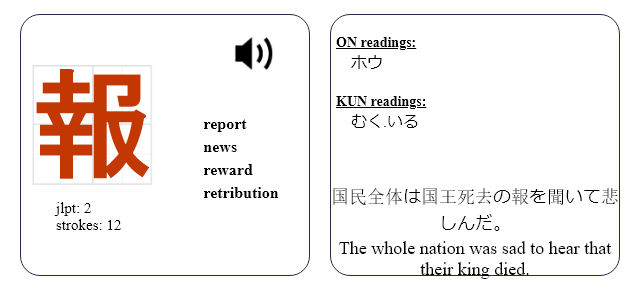 報
report
news
reward
retribution
jlpt: 2
strokes: 12
ON readings:
ホウ
KUN readings:
むく.いる
国民全体は国王死去の報を聞いて悲
しんだ。
The whole nation was sad to hear that
their king died.